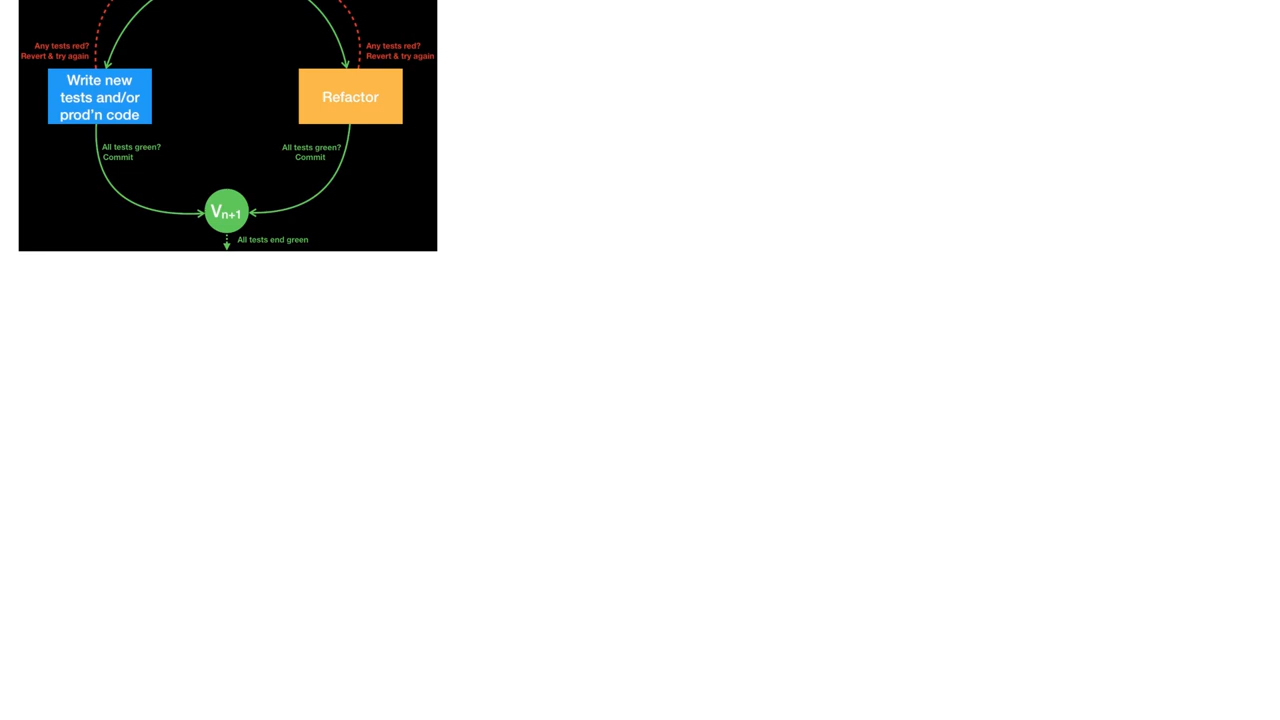 Any tests red?
Revert & try again
Any tests red?
Revert & try again
Write new
tests and/or
prod'n code
Refactor
All tests green?
Commit
All tests green?
Commit
Vn+1
All tests end green